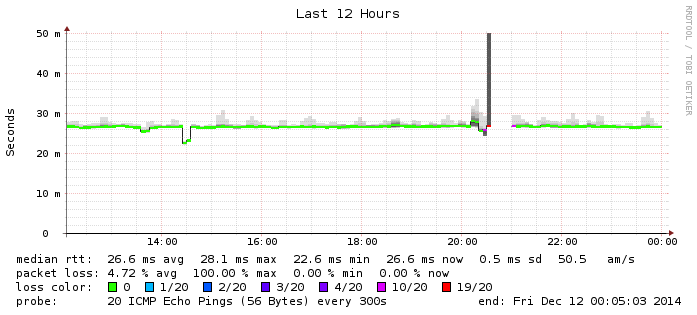 Last 12 Hours
RRDTOOL / TOBI OETIKER
Seconds
50 m
40 m
30 m
20 m
10 m
0
14:00 16:00 18:00 20:00 22:00 00:00
median rtt: 26.6 ms avg 28.1 ms max 22.6 ms min 26.6 ms now 0.5 ms sd 50.5 am/s
packet loss: 4.72 % avg 100.00 % max 0.00 % min 0.00 % now
loss color: 0 1/20 2/20 3/20 4/20 10/20 19/20
probe: 20 ICMP Echo Pings (56 Bytes) every 300s end: Fri Dec 12 00:05:03 2014